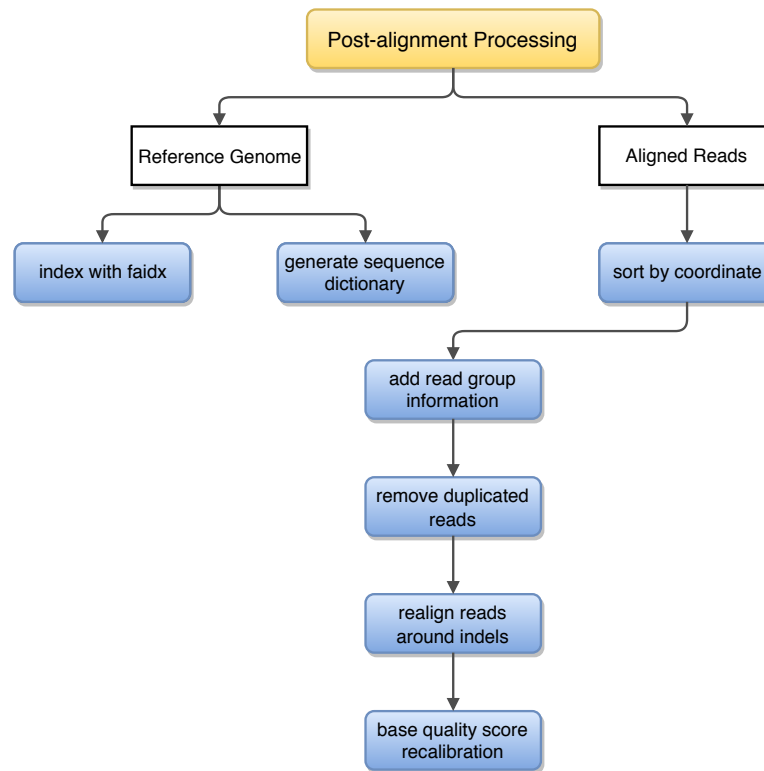 Post-alignment Processing
Reference Genome
Aligned Reads
index with faidx
generate sequence
dictionary
sort by coordinate
add read group
information
remove duplicated
reads
realign reads
around indels
base quality score
recalibration